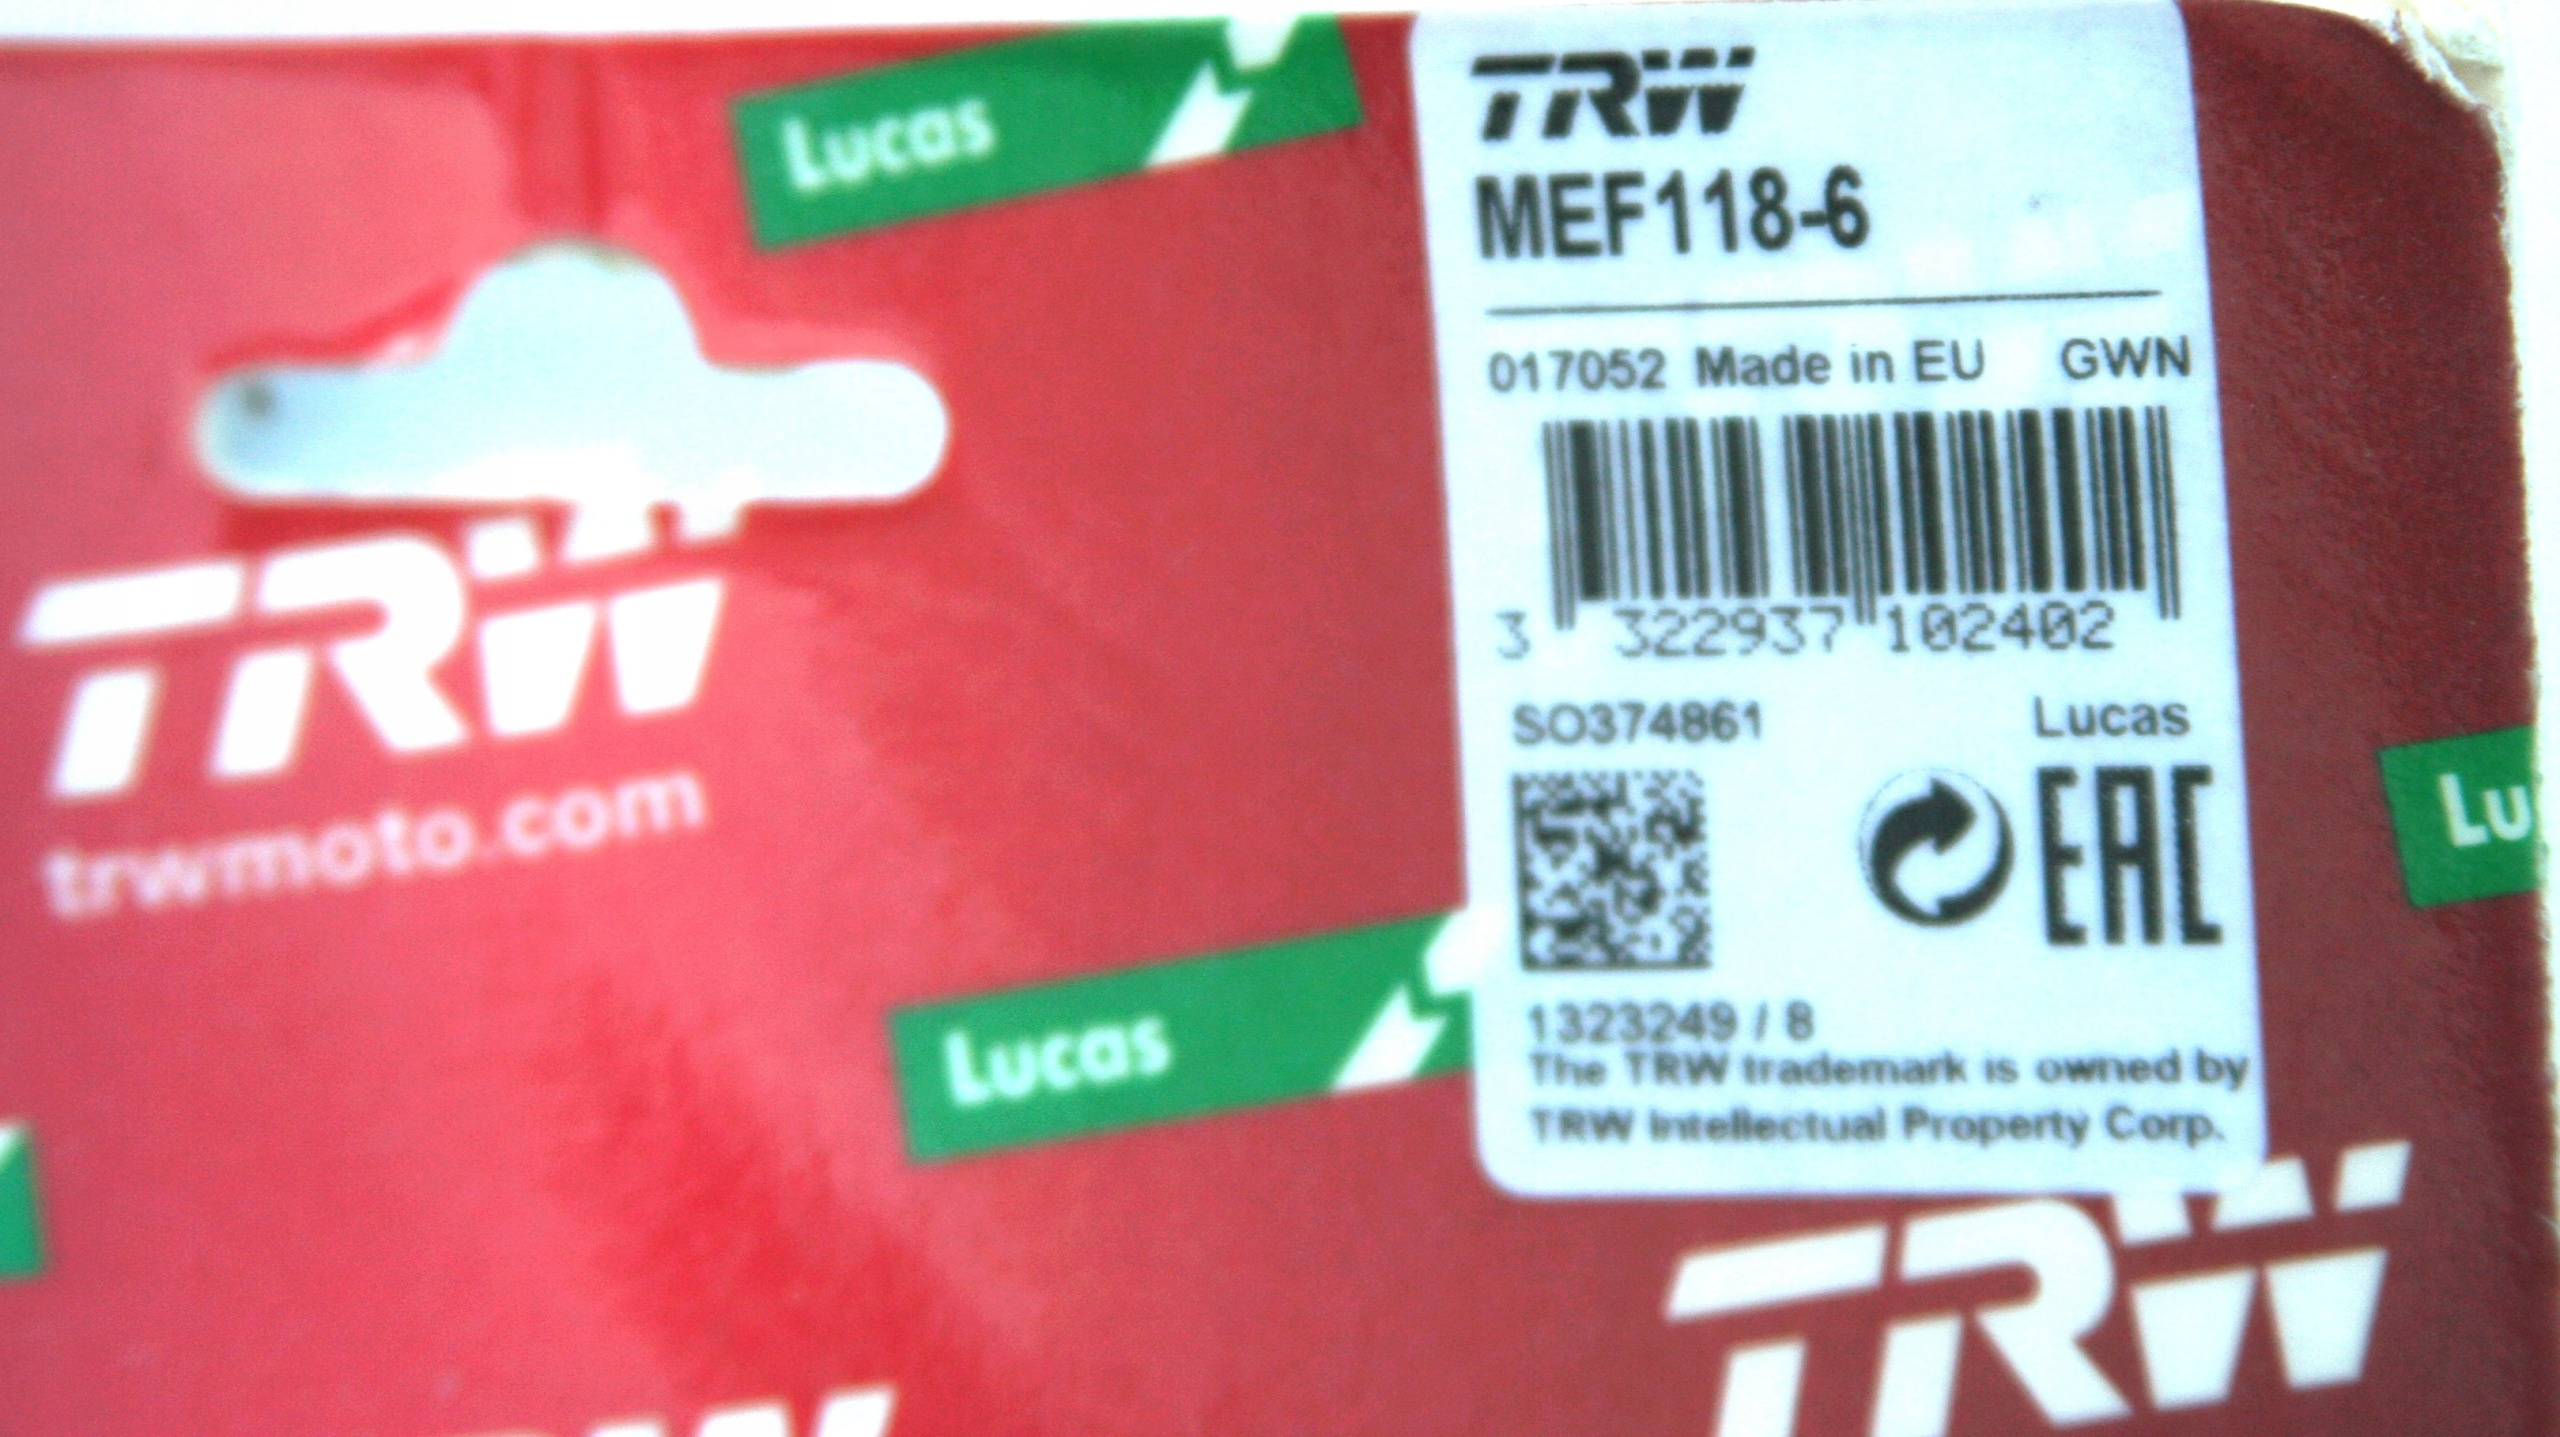 Lucas
TRW
MEF118-6
017052 Made in EU GWN
3 322937 102402
SO374861 Lucas
EAC
1323249 / 8
The TRW trademark is owned by
TRW Intellectual Property Corp.
TRW
trwmoto.com
Lucas
Lu
TRW